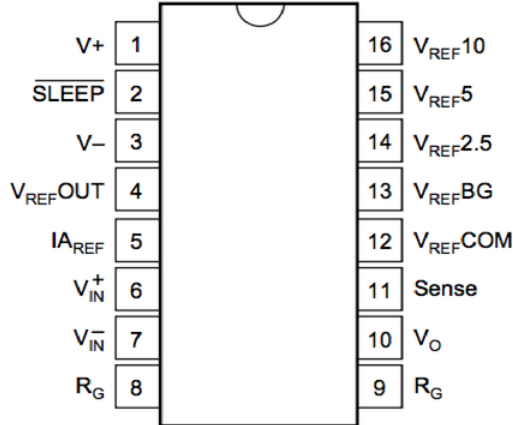 V+ 1 16 VREF10
SLEEP 2 15 VREF5
V– 3 14 VREF2.5
VREFOUT 4 13 VREFBG
IAREF 5 12 VREFCOM
V+IN 6 11 Sense
V–IN 7 10 VO
RG 8 9 RG